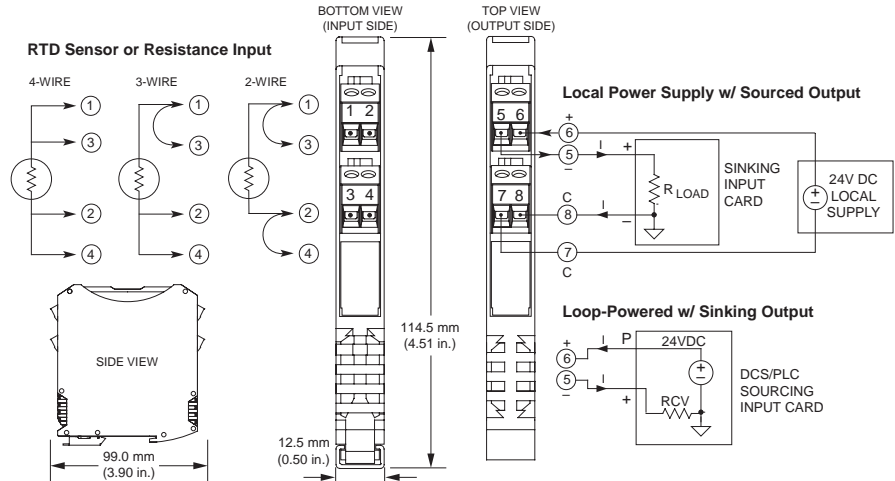 BOTTOM VIEW
(INPUT SIDE)
TOP VIEW
(OUTPUT SIDE)
RTD Sensor or Resistance Input
4-WIRE
3-WIRE
2-WIRE
1
3
2
4
1
3
2
4
1
3
2
4
1 2
3 4
5 6
7 8
SIDE VIEW
99.0 mm
(3.90 in.)
12.5 mm
(0.50 in.)
114.5 mm
(4.51 in.)
Local Power Supply w/ Sourced Output
+
6
5
–
I
+
R LOAD
C
8
I
–
7
C
SINKING
INPUT
CARD
+
–
24V DC
LOCAL
SUPPLY
Loop-Powered w/ Sinking Output
+
6
I
P
24VDC
5
–
I
+
RCV
+
–
DCS/PLC
SOURCING
INPUT CARD